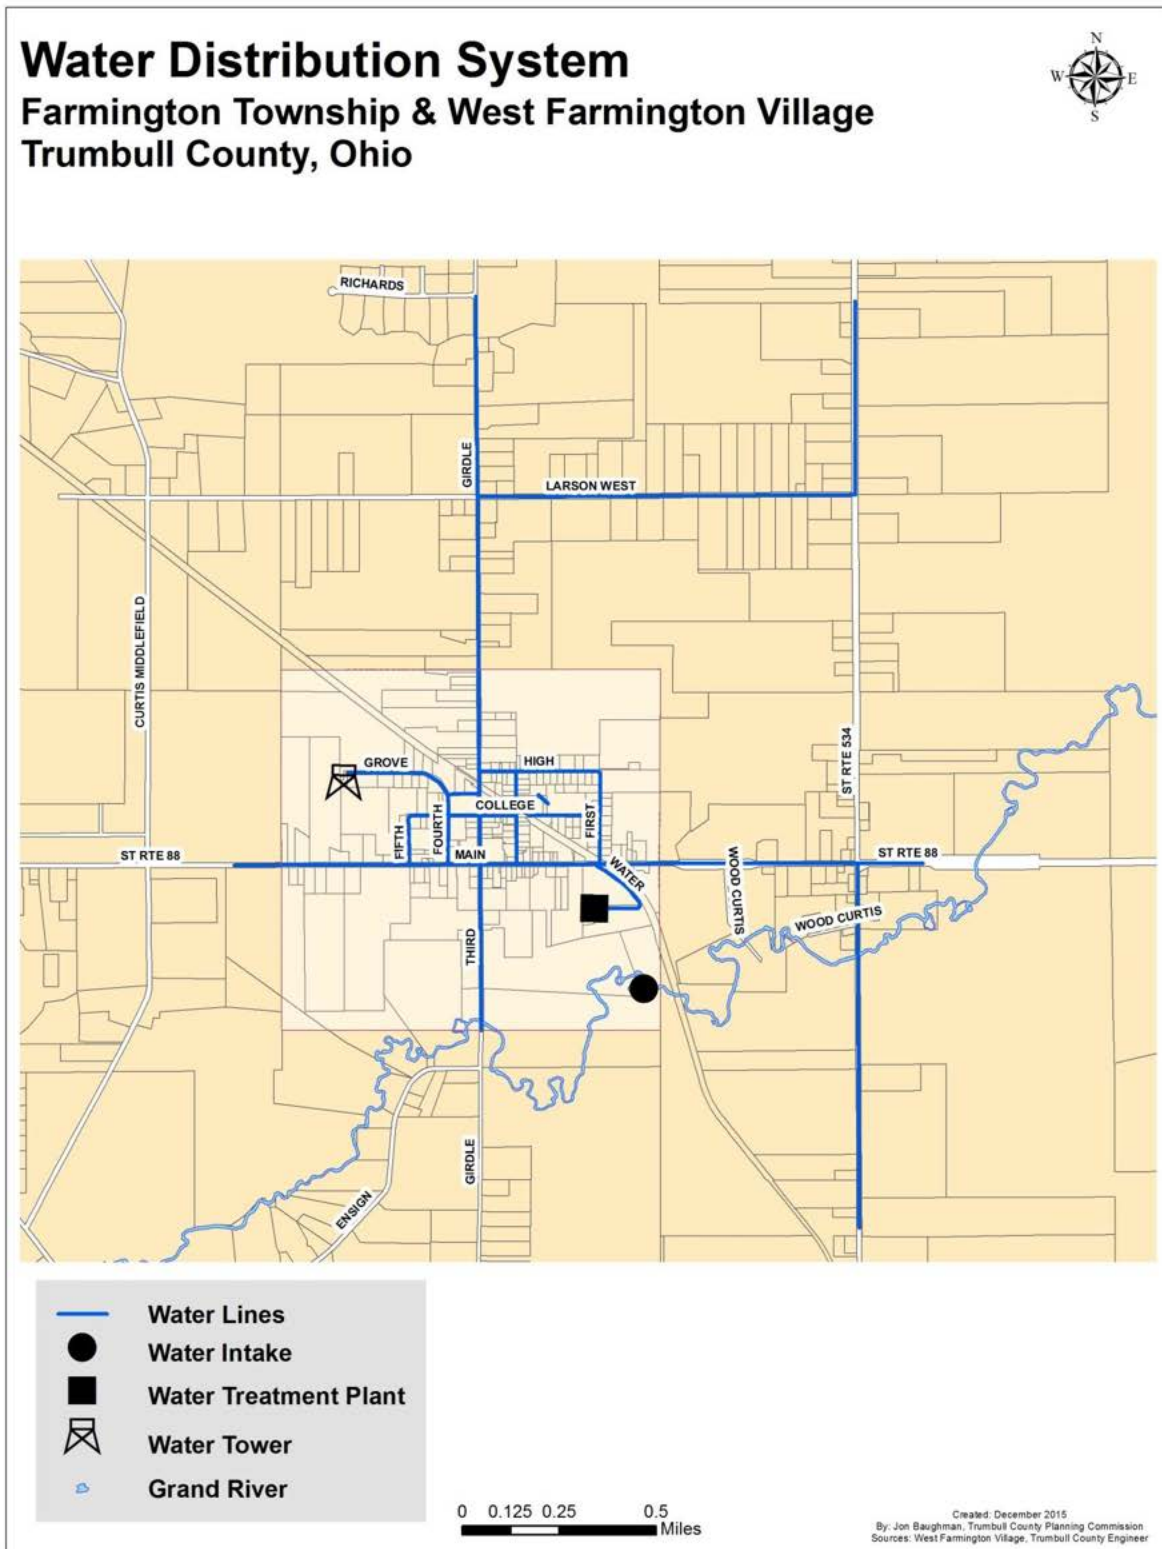 Water Distribution System
Farmington Township & West Farmington Village
Trumbull County, Ohio
N
W E
S
RICHARDS
GIRDLE
LARSON WEST
CURTIS MIDDLEFIELD
ST RTE 534
GROVE
HIGH
COLLEGE
FIFTH
FOURTH
FIRST
ST RTE 88
MAIN
WATER
WOOD CURTIS
ST RTE 88
WOOD CURTIS
THIRD
GIRDLE
ENSIGN
Water Lines
Water Intake
Water Treatment Plant
Water Tower
Grand River
0 0.125 0.25 0.5
Miles
Created: December 2015
By: Jon Baughman, Trumbull County Planning Commission
Sources: West Farmington Village, Trumbull County Engineer